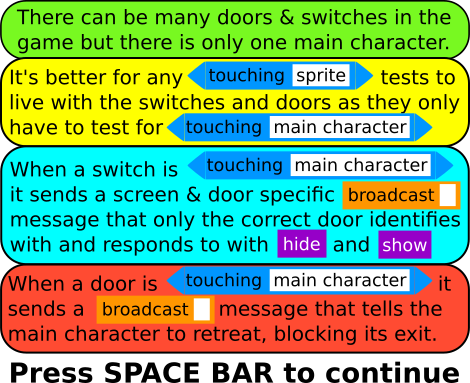 There can be many doors & switches in the
game but there is only one main character.
It's better for any touching sprite tests to
live with the switches and doors as they only
have to test for touching main character
When a switch is touching main character
it sends a screen & door specific broadcast
message that only the correct door identifies
with and responds to with hide and show
When a door is touching main character it
sends a broadcast message that tells the
main character to retreat, blocking its exit.
Press SPACE BAR to continue